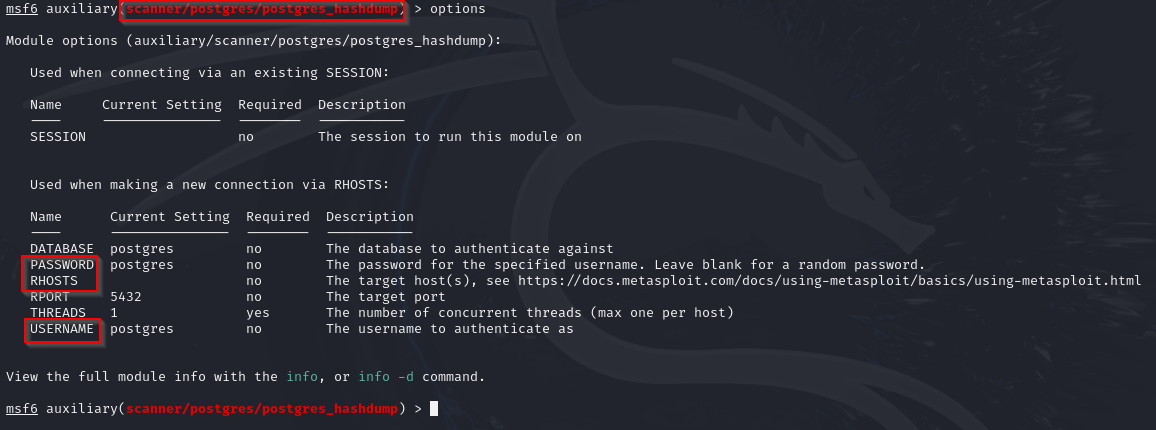 msf6 auxiliary(scanner/postgres/postgres_hashdump) > options
Module options (auxiliary/scanner/postgres/postgres_hashdump):
Used when connecting via an existing SESSION:
Name Current Setting Required Description
SESSION no The session to run this module on
Used when making a new connection via RHOSTS:
Name Current Setting Required Description
DATABASE postgres no The database to authenticate against
PASSWORD postgres no The password for the specified username. Leave blank for a random password.
RHOSTS no The target host(s), see https://docs.metasploit.com/docs/using-metasploit/basics/using-metasploit.html
RPORT 5432 no The target port
THREADS 1 yes The number of concurrent threads (max one per host)
USERNAME postgres no The username to authenticate as
View the full module info with the info, or info -d command.
msf6 auxiliary(scanner/postgres/postgres_hashdump) >